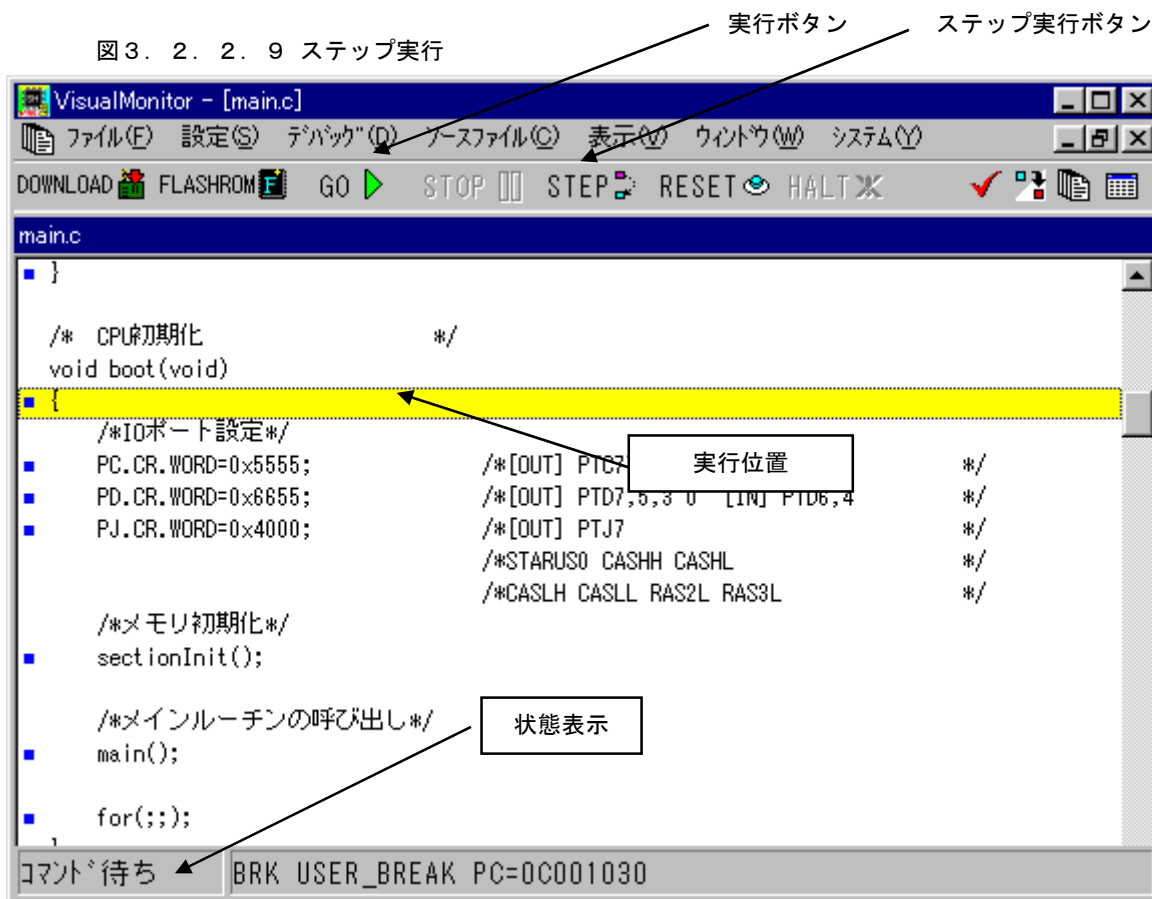 実行ボタン ステップ実行ボタン
図3．2．2．9 ステップ実行
VisualMonitor - [main.c]
ファイル(F) 設定(S) デバッグ(D) ソースファイル(C) 表示(V) ウィンドウ(W) システム(Y)
DOWNLOAD FLASHROM GO STOP STEP RESET HALT
main.c
}
/* CPU初期化 */
void boot(void)
{
/*IOポート設定*/
PC.CR.WORD=0x5555; /*[OUT] PTC7 */
実行位置
PD.CR.WORD=0x6655; /*[OUT] PTD7,5,3 0 [IN] PTD6,4 */
PJ.CR.WORD=0x4000; /*[OUT] PTJ7 */
/*STARUS0 CASHH CASHL */
/*CASLH CASLL RAS2L RAS3L */
/*メモリ初期化*/
sectionInit();
/*メインルーチンの呼び出し*/
状態表示
main();
for(;;);
コマンド待ち BRK USER_BREAK PC=0C001030